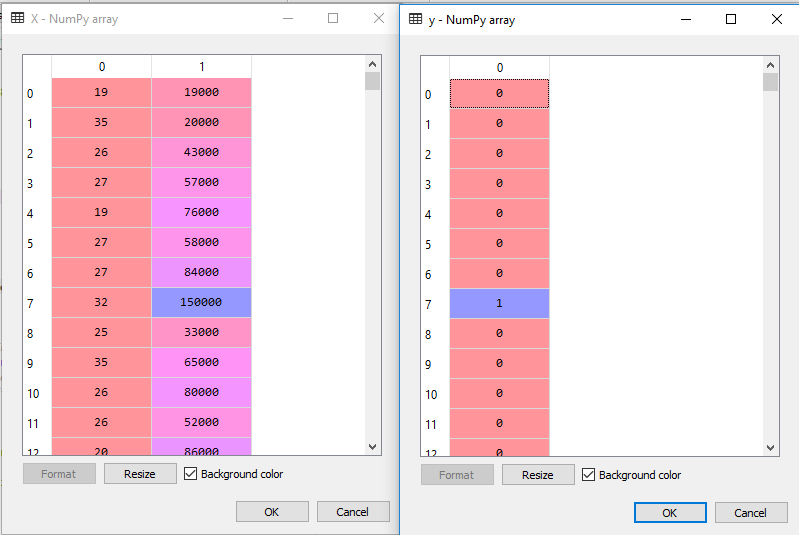 X - NumPy array
0 1
0 19 19000
1 35 20000
2 26 43000
3 27 57000
4 19 76000
5 27 58000
6 27 84000
7 32 150000
8 25 33000
9 35 65000
10 26 80000
11 26 52000
12 20 86000
Format Resize Background color
OK Cancel
y - NumPy array
0
0 0
1 0
2 0
3 0
4 0
5 0
6 0
7 1
8 0
9 0
10 0
11 0
12 0
Format Resize Background color
OK Cancel